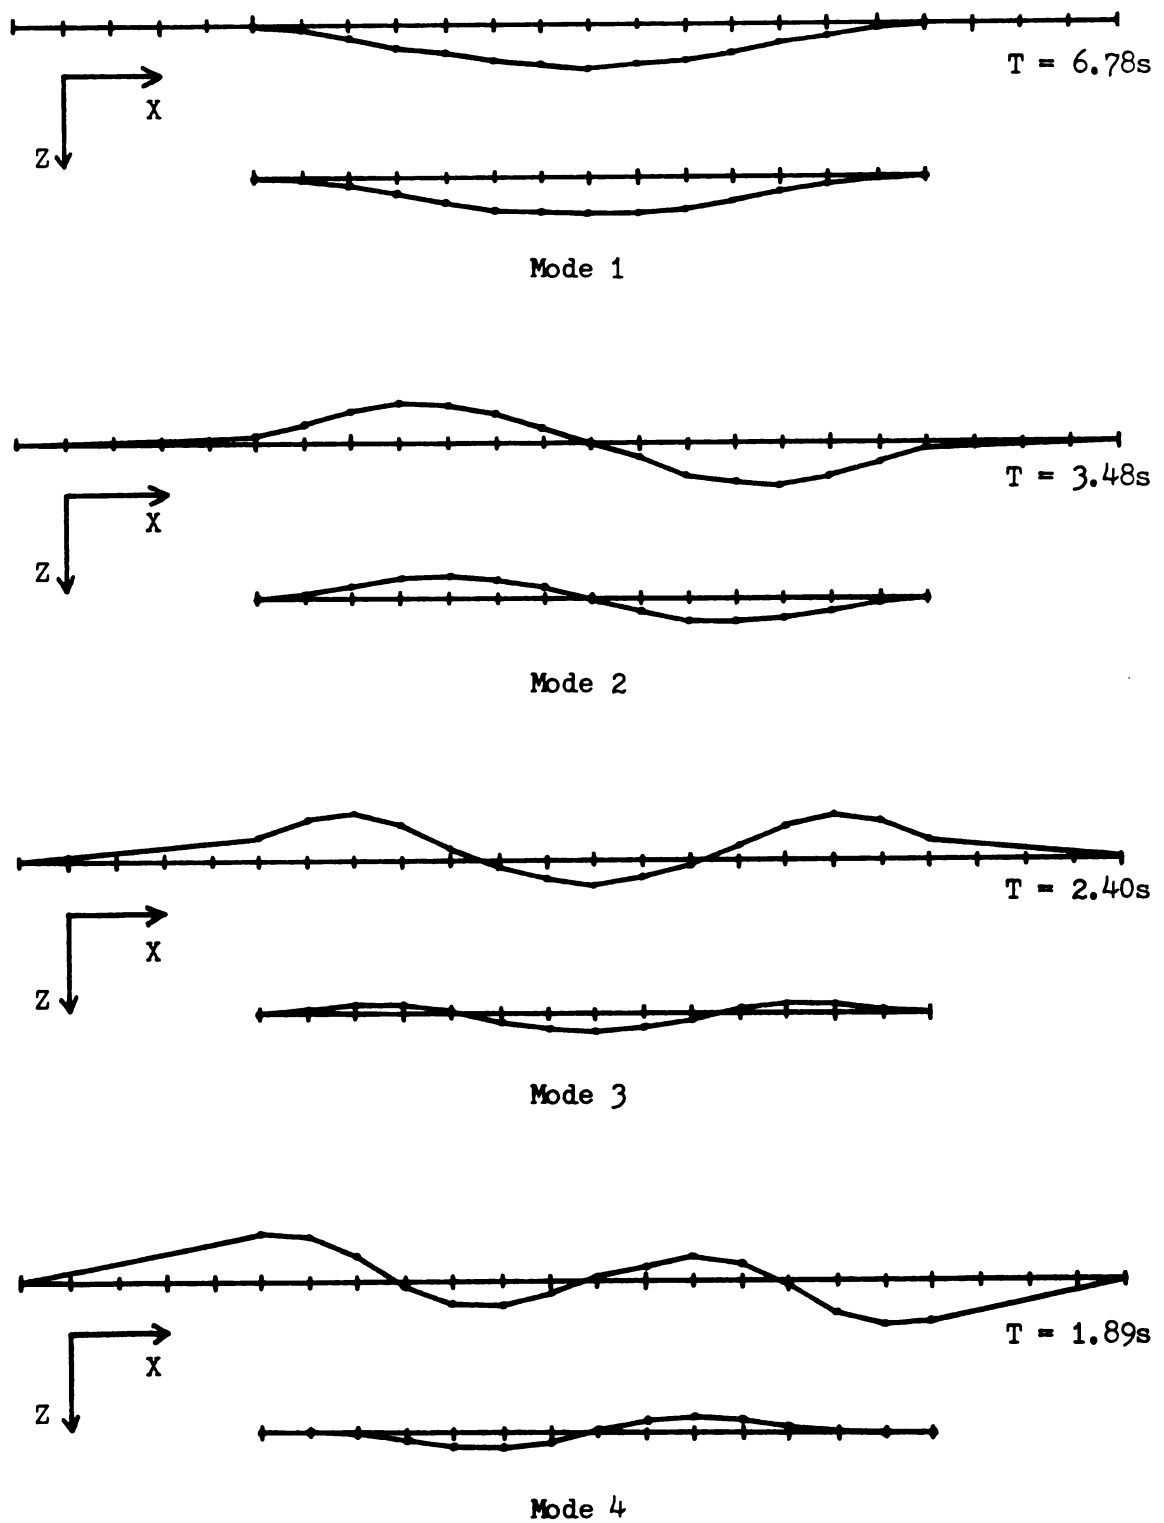 T = 6.78s
X
Z
Mode 1
T = 3.48s
X
Z
Mode 2
T = 2.40s
X
Z
Mode 3
T = 1.89s
X
Z
Mode 4